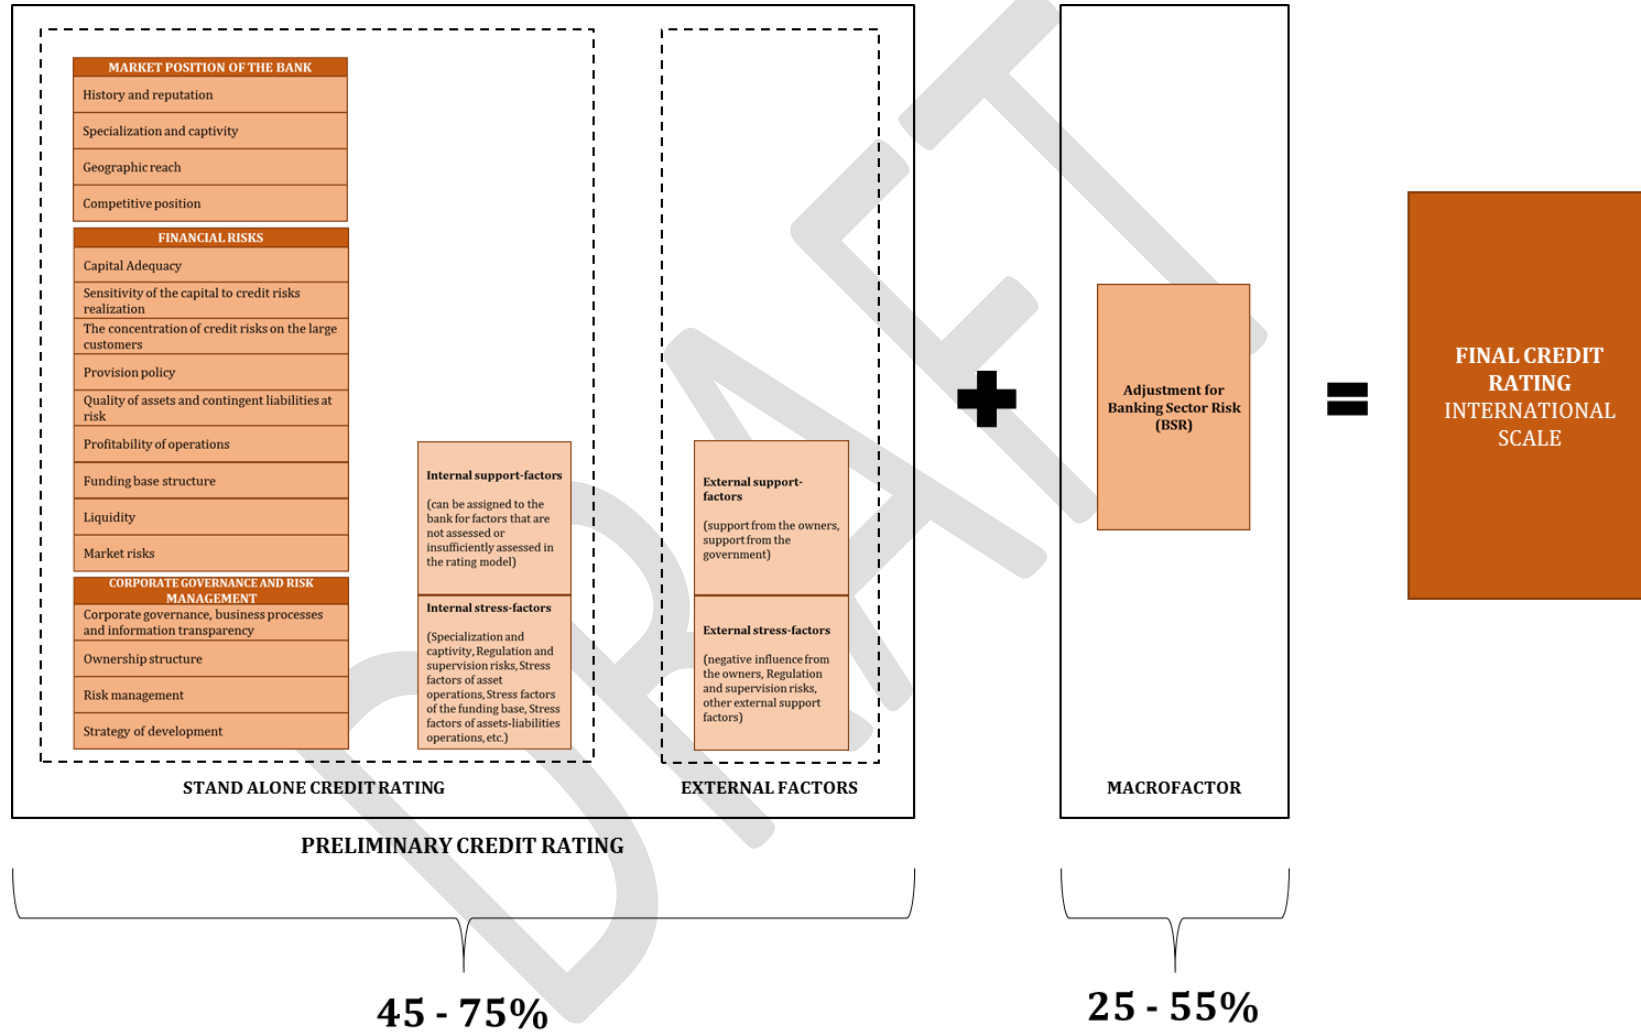 MARKET POSITION OF THE BANK
History and reputation
Specialization and captivity
Geographic reach
Competitive position
FINANCIAL RISKS
Capital Adequacy
Sensitivity of the capital to credit risks
realization
The concentration of credit risks on the large
customers
Provision policy
Quality of assets and contingent liabilities at
risk
Profitability of operations
Funding base structure
Liquidity
Market risks
CORPORATE GOVERNANCE AND RISK
MANAGEMENT
Corporate governance, business processes
and information transparency
Ownership structure
Risk management
Strategy of development
Internal support-factors
(can be assigned to the
bank for factors that are
not assessed or
insufficiently assessed in
the rating model)
Internal stress-factors
(Specialization and
captivity, Regulation and
supervision risks, Stress
factors of asset
operations, Stress factors
of the funding base, Stress
factors of assets-liabilities
operations, etc.)
STAND ALONE CREDIT RATING
External support-
factors
(support from the owners,
support from the
government)
External stress-factors
(negative influence from
the owners, Regulation
and supervision risks,
other external support
factors)
EXTERNAL FACTORS
PRELIMINARY CREDIT RATING
45 - 75%
Adjustment for
Banking Sector Risk
(BSR)
MACROFACTOR
25 - 55%
FINAL CREDIT
RATING
INTERNATIONAL
SCALE
DRAFT